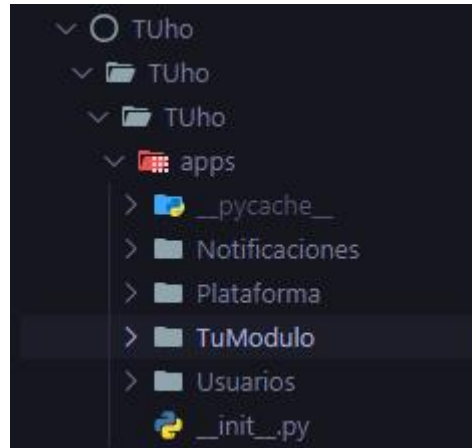 TUho
TUho
TUho
apps
__pycache__
Notificaciones
Plataforma
TuModulo
Usuarios
__init__.py